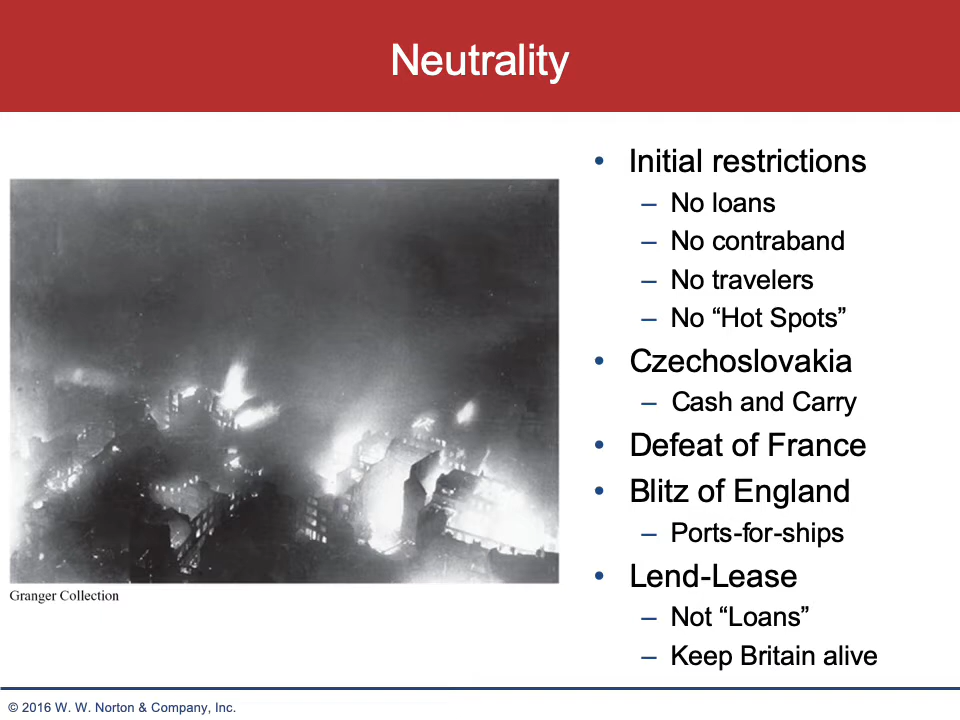 Neutrality
• Initial restrictions
– No loans
– No contraband
– No travelers
– No “Hot Spots”
• Czechoslovakia
– Cash and Carry
• Defeat of France
• Blitz of England
– Ports-for-ships
• Lend-Lease
– Not “Loans”
– Keep Britain alive
Granger Collection
© 2016 W. W. Norton & Company, Inc.